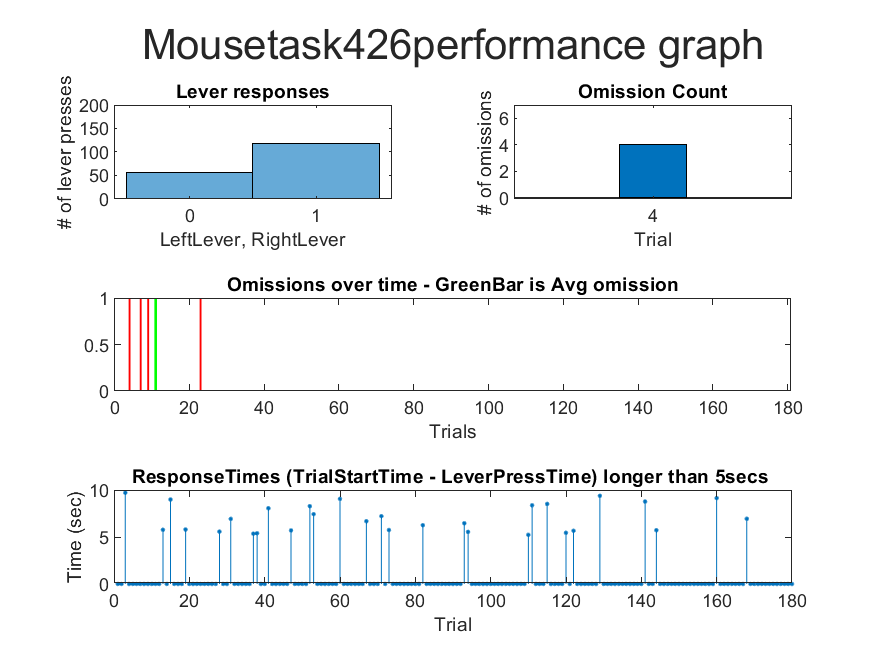 Mousetask426performance graph
Lever responses
# of lever presses
200
150
100
50
0
0 1
LeftLever, RightLever
Omission Count
# of omissions
6
4
2
0
4
Trial
Omissions over time - GreenBar is Avg omission
1
0.5
0
0 20 40 60 80 100 120 140 160 180
Trials
ResponseTimes (TrialStartTime - LeverPressTime) longer than 5secs
Time (sec)
10
5
0
0 20 40 60 80 100 120 140 160 180
Trial